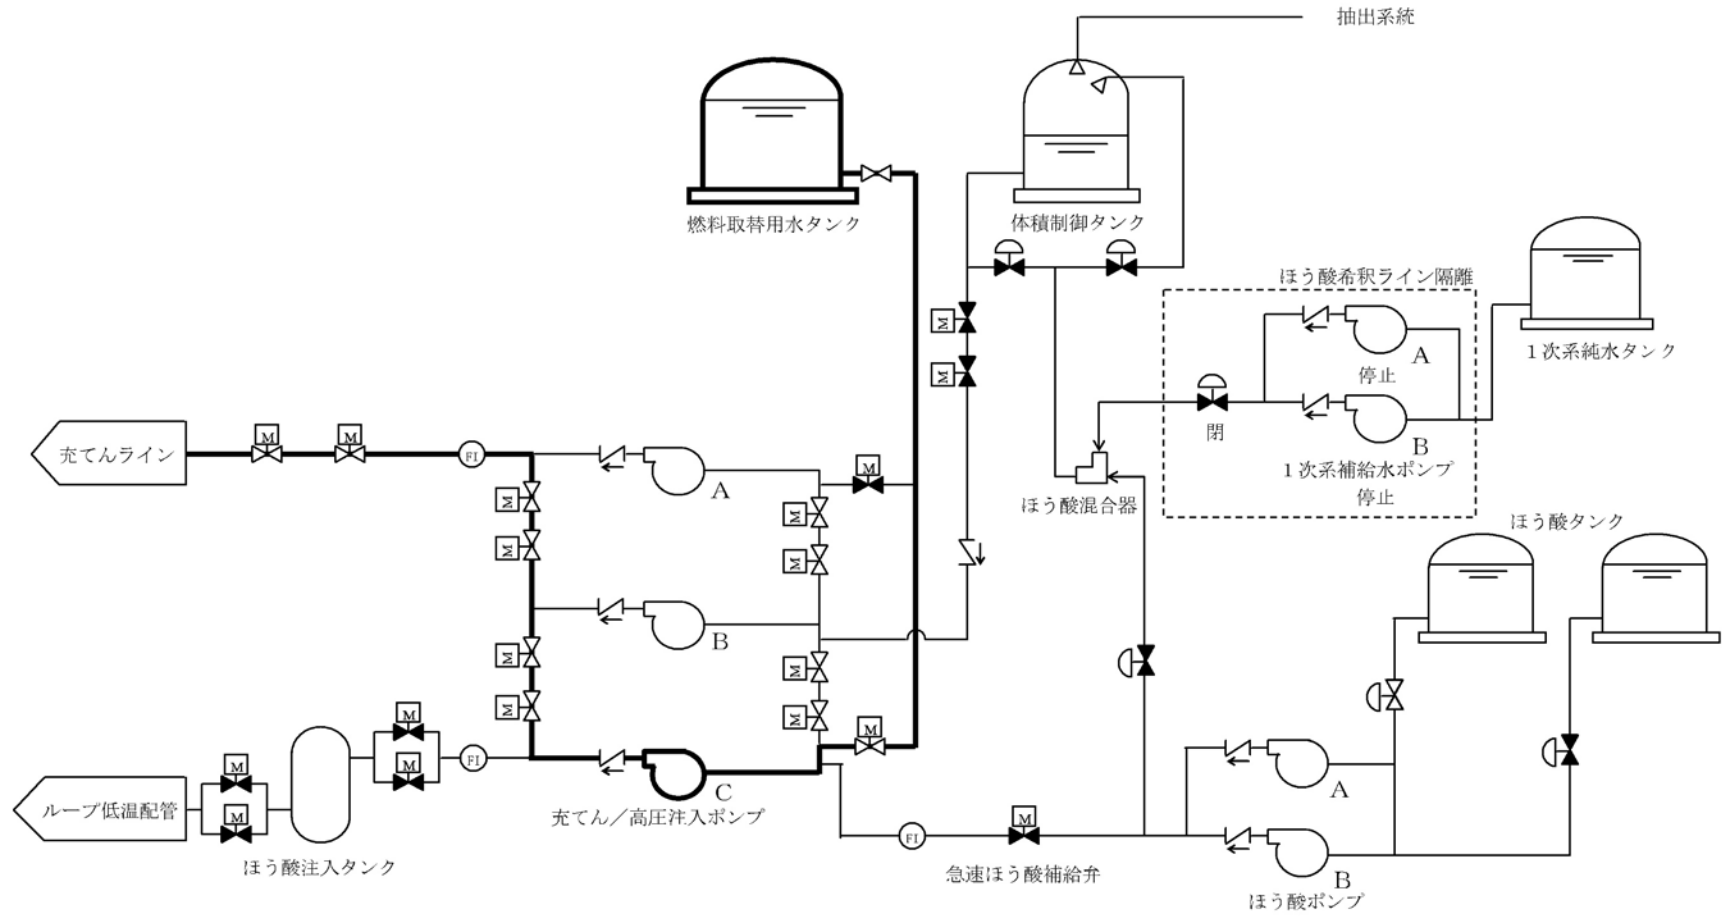 抽出系統
燃料取替用水タンク
体積制御タンク
ほう酸希釈ライン隔離
M
A
1次系純水タンク
停止
M
閉
B
1次系補給水ポンプ
停止
充てんライン
M
M
FI
A
M
ほう酸混合器
M
M
ほう酸タンク
M
M
B
M
M
M
M
M
M
M
ループ低温配管
M
M
FI
C
充てん/高圧注入ポンプ
A
M
FI
ほう酸注入タンク
急速ほう酸補給弁
B
ほう酸ポンプ